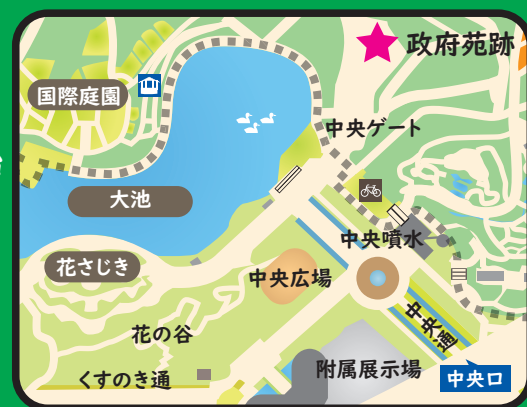 政府苑跡
国際庭園
中央ゲート
大池
中央噴水
花さじき
中央広場
花の谷
中央通
附属展示場
くすのき通
中央口